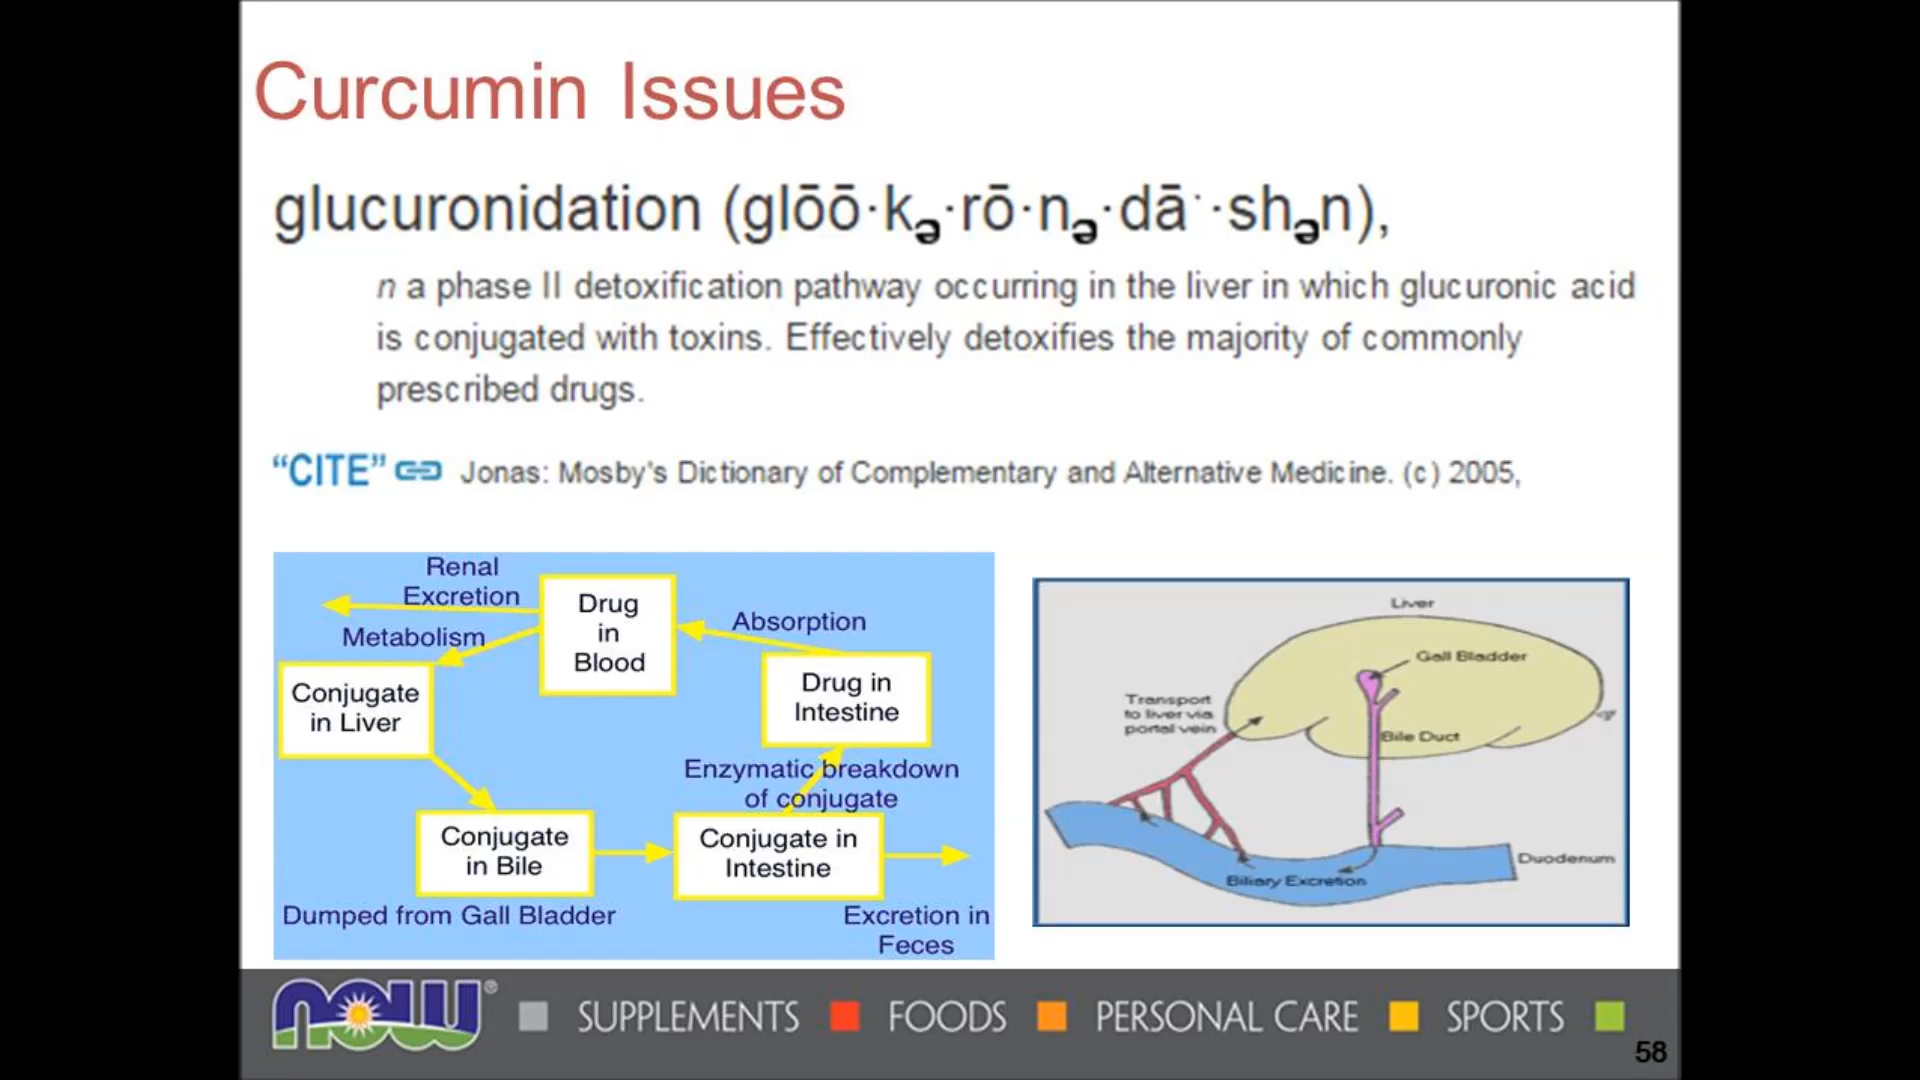 Curcumin Issues
glucuronidation (glōō·kə·rō·nə·dā˙·shən),
n a phase II detoxification pathway occurring in the liver in which glucuronic acid
is conjugated with toxins. Effectively detoxifies the majority of commonly
prescribed drugs.
“CITE” Jonas: Mosby's Dictionary of Complementary and Alternative Medicine. (c) 2005,
Renal
Excretion
Metabolism
Drug
in
Blood
Absorption
Conjugate
in Liver
Drug in
Intestine
Enzymatic breakdown
of conjugate
Conjugate
in Bile
Conjugate in
Intestine
Dumped from Gall Bladder
Excretion in
Feces
Liver
Gall Bladder
Transport
to liver via
portal vein
Bile Duct
Duodenum
Biliary Excretion
NOW® SUPPLEMENTS FOODS PERSONAL CARE SPORTS
58